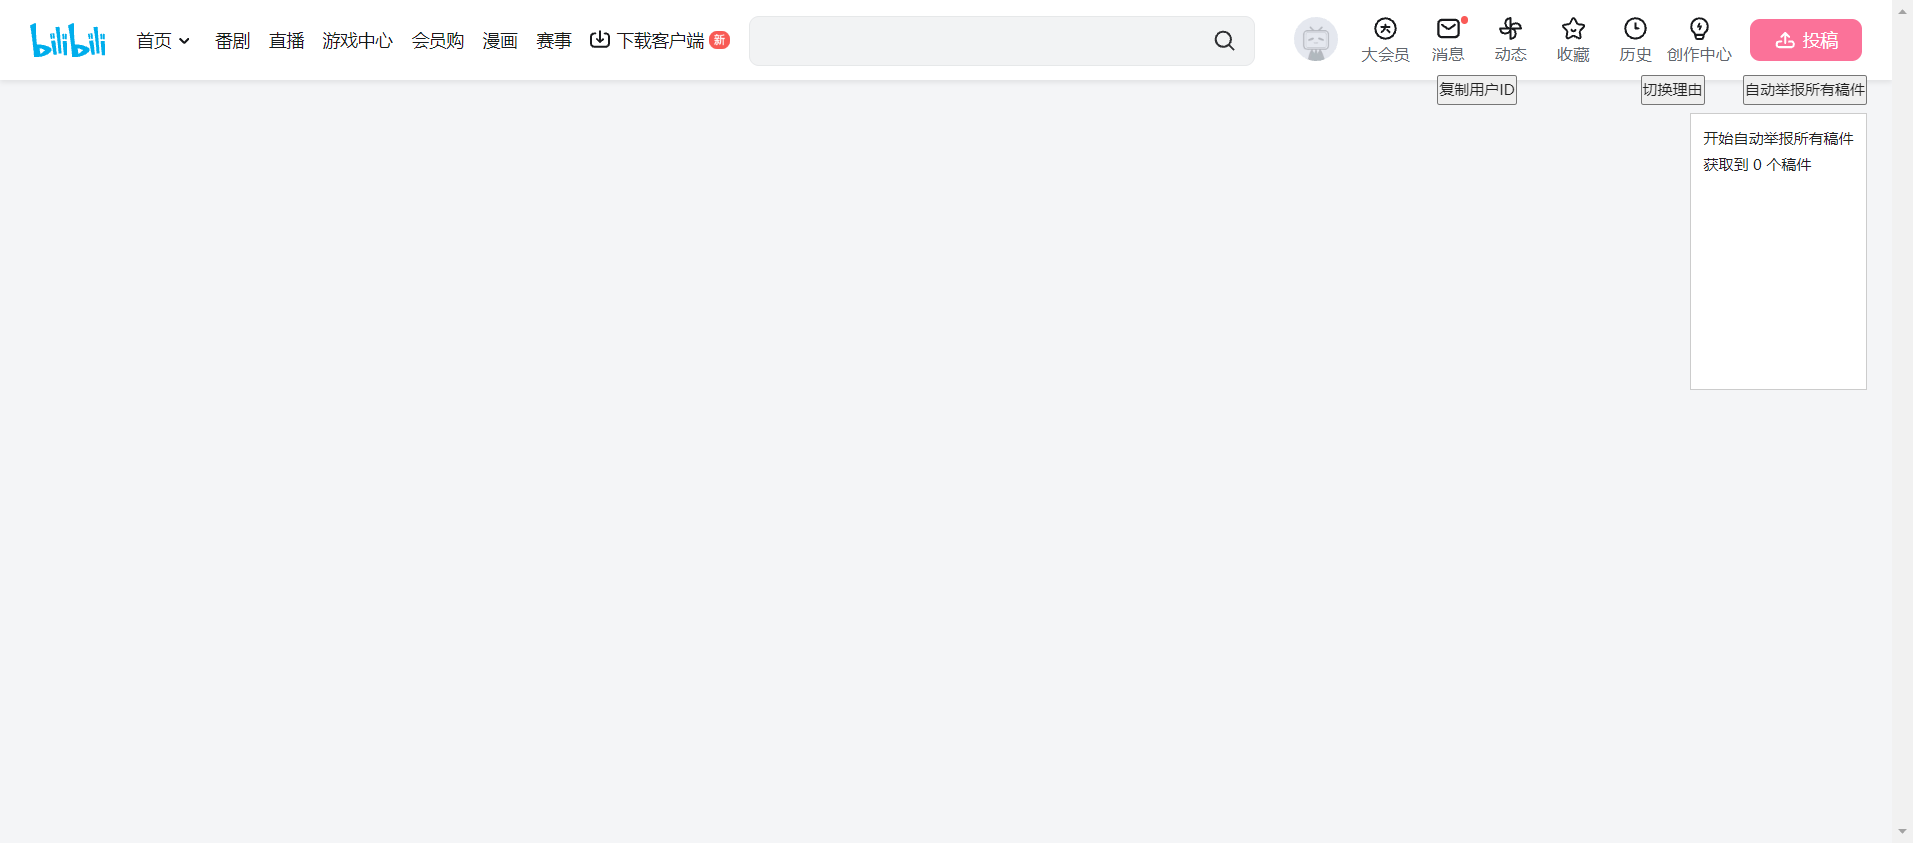 bilibili 首页 番剧 直播 游戏中心 会员购 漫画 赛事 下载客户端 新 大会员 消息 动态 收藏 历史 创作中心 投稿
复制用户ID 切换理由 自动举报所有稿件
开始自动举报所有稿件
获取到 0 个稿件